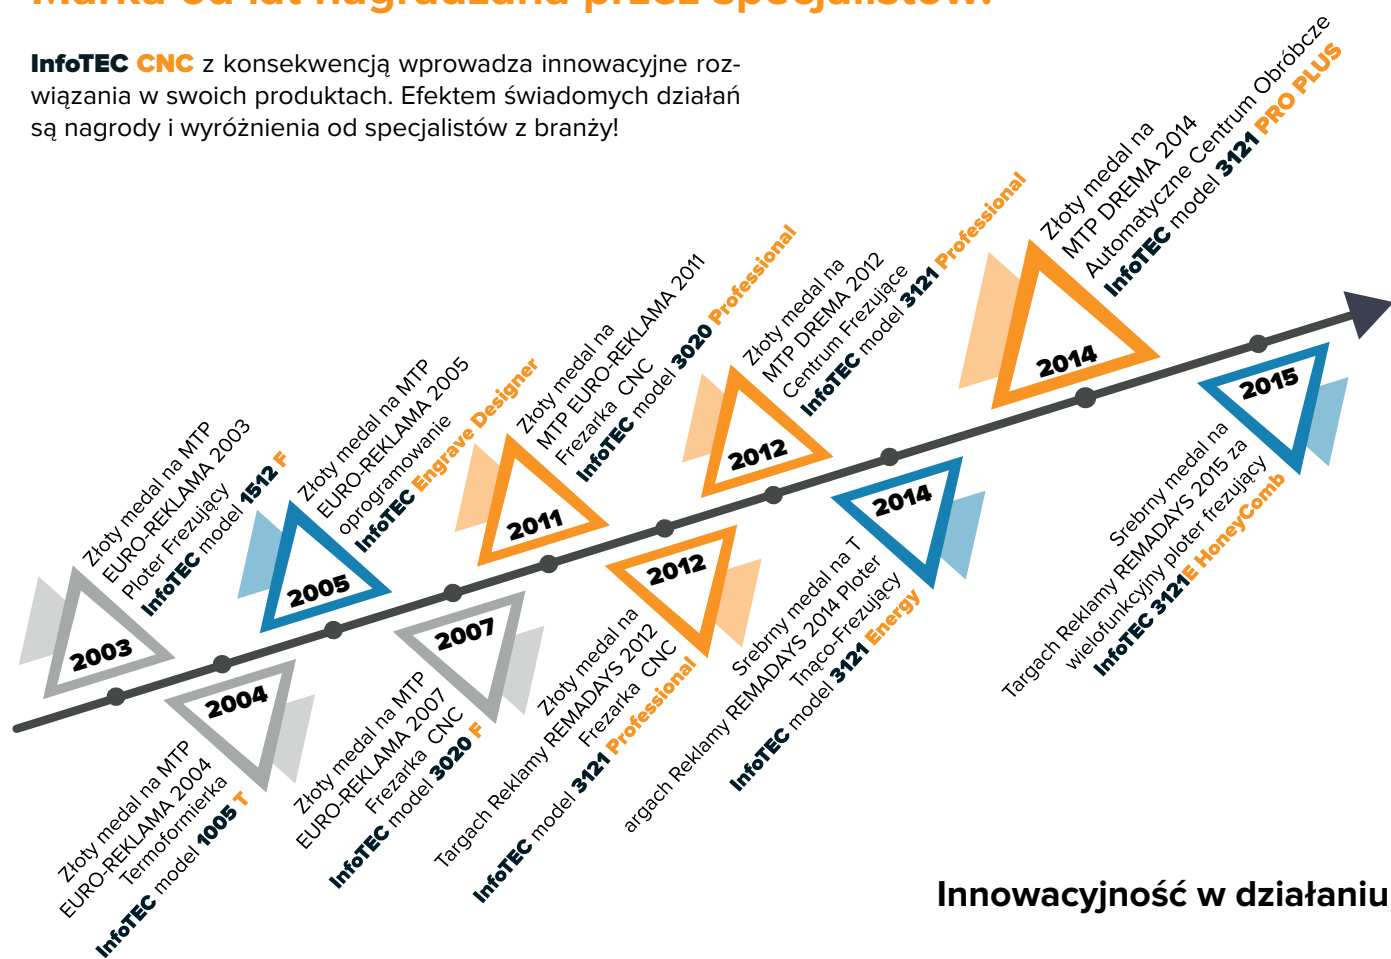 Marka od lat nagradzana przez specjalistów!
InfoTEC CNC z konsekwencją wprowadza innowacyjne roz-
wiązania w swoich produktach. Efektem świadomych działań
są nagrody i wyróżnienia od specjalistów z branży!
Złoty medal na MTP
EURO-REKLAMA 2003
Ploter Frezujący
InfoTEC model 1512 F
2003
2004
Złoty medal na MTP
EURO-REKLAMA 2004
Termoformierka
InfoTEC model 1005 T
Złoty medal na MTP
EURO-REKLAMA 2005
oprogramowanie
InfoTEC Engrave Designer
2005
2007
Złoty medal na MTP
EURO-REKLAMA 2007
Frezarka CNC
InfoTEC model 3020 F
Złoty medal na
MTP EURO-REKLAMA 2011
Frezarka CNC
InfoTEC model 3020 Professional
2011
2012
Złoty medal na
Targach Reklamy REMADAYS 2012
Frezarka CNC
InfoTEC model 3121 Professional
Złoty medal na
MTP DREMA 2012
Centrum Frezujące
InfoTEC model 3121 Professional
2012
2014
Srebrny medal na T
argach Reklamy REMADAYS 2014 Ploter
Tnąco-Frezujący
InfoTEC model 3121 Energy
Złoty medal na
MTP DREMA 2014
Automatyczne Centrum Obróbcze
InfoTEC model 3121 PRO PLUS
2014
2015
Srebrny medal na
Targach Reklamy REMADAYS 2015 za
wielofunkcyjny ploter frezujący
InfoTEC 3121E HoneyComb
Innowacyjność w działaniu